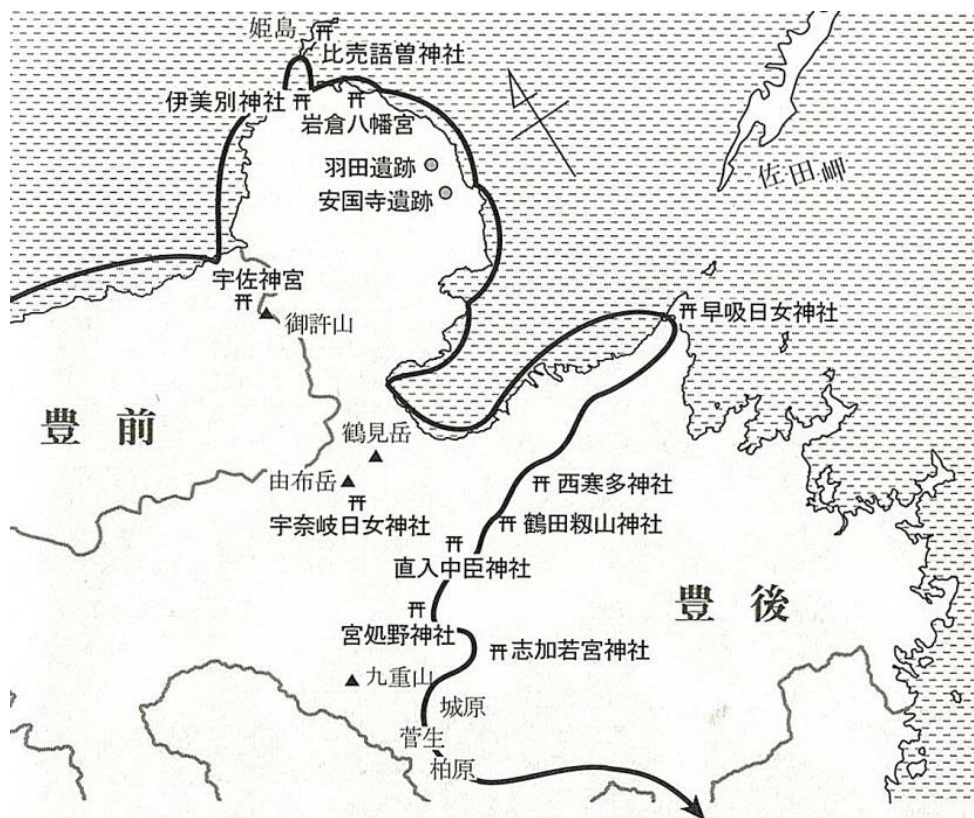 姫島
比売語曽神社
伊美別神社
岩倉八幡宮
羽田遺跡
安国寺遺跡
佐田岬
宇佐神宮
御許山
早吸日女神社
豊前
鶴見岳
由布岳
宇奈岐日女神社
西寒多神社
鶴田籾山神社
直入中臣神社
豊後
宮処野神社
志加若宮神社
九重山
城原
菅生
柏原